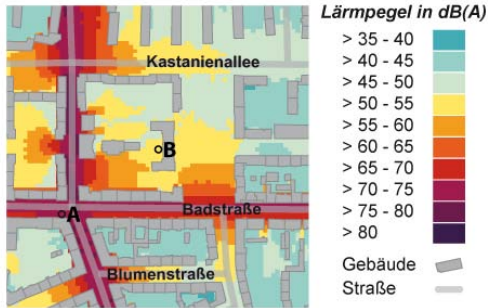 Kastanienallee
B
A
Badstraße
Blumenstraße
Lärmpegel in dB(A)
> 35 - 40
> 40 - 45
> 45 - 50
> 50 - 55
> 55 - 60
> 60 - 65
> 65 - 70
> 70 - 75
> 75 - 80
> 80
Gebäude
Straße